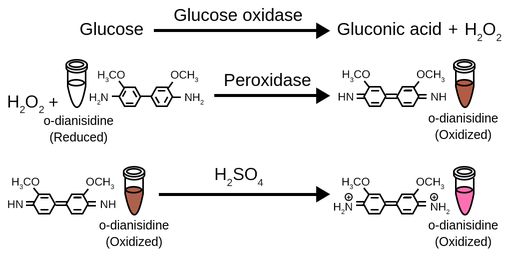 Glucose oxidase
Glucose Gluconic acid + H2O2
Peroxidase
H3CO OCH3 H3CO OCH3
H2O2 + H2N NH2 HN NH
o-dianisidine o-dianisidine
(Reduced) (Oxidized)
H2SO4
H3CO OCH3 H3CO OCH3
HN NH H2N⊕ ⊕NH2
o-dianisidine o-dianisidine
(Oxidized) (Oxidized)